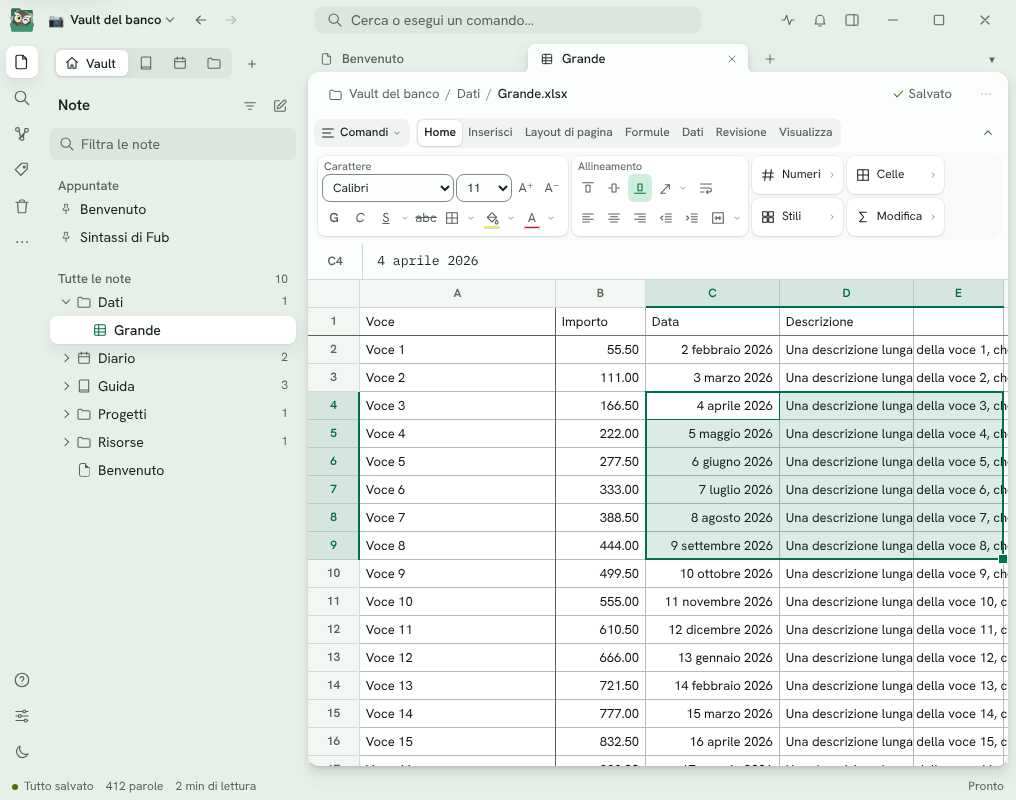 Vault del banco
Cerca o esegui un comando…
Vault
Benvenuto
Grande
Note
Filtra le note
Appuntate
Benvenuto
Sintassi di Fub
Tutte le note 10
Dati 1
Grande
Diario 2
Guida 3
Progetti 1
Risorse 1
Benvenuto
Vault del banco / Dati / Grande.xlsx
Salvato
Comandi
Home Inserisci Layout di pagina Formule Dati Revisione Visualizza
Carattere
Calibri 11 A⁺ A⁻
G C S abc A
Allineamento
Numeri
Celle
Stili
Modifica
C4 4 aprile 2026
A B C D E
1 Voce Importo Data Descrizione
2 Voce 1 55.50 2 febbraio 2026 Una descrizione lunga della voce 1, ch
3 Voce 2 111.00 3 marzo 2026 Una descrizione lunga della voce 2, ch
4 Voce 3 166.50 4 aprile 2026 Una descrizione lunga della voce 3, ch
5 Voce 4 222.00 5 maggio 2026 Una descrizione lunga della voce 4, ch
6 Voce 5 277.50 6 giugno 2026 Una descrizione lunga della voce 5, ch
7 Voce 6 333.00 7 luglio 2026 Una descrizione lunga della voce 6, ch
8 Voce 7 388.50 8 agosto 2026 Una descrizione lunga della voce 7, ch
9 Voce 8 444.00 9 settembre 2026 Una descrizione lunga della voce 8, ch
10 Voce 9 499.50 10 ottobre 2026 Una descrizione lunga della voce 9, ch
11 Voce 10 555.00 11 novembre 2026 Una descrizione lunga della voce 10, c
12 Voce 11 610.50 12 dicembre 2026 Una descrizione lunga della voce 11, c
13 Voce 12 666.00 13 gennaio 2026 Una descrizione lunga della voce 12, c
14 Voce 13 721.50 14 febbraio 2026 Una descrizione lunga della voce 13, c
15 Voce 14 777.00 15 marzo 2026 Una descrizione lunga della voce 14, c
16 Voce 15 832.50 16 aprile 2026 Una descrizione lunga della voce 15, c
Tutto salvato 412 parole 2 min di lettura
Pronto